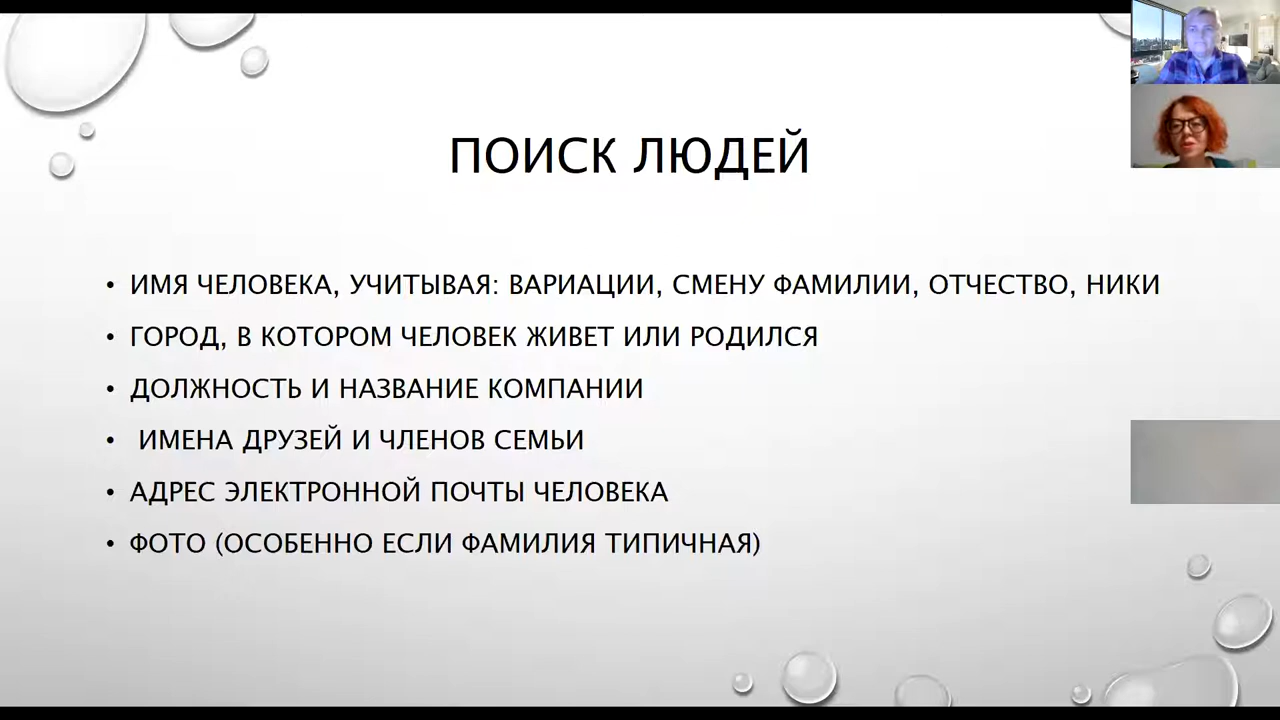 ПОИСК ЛЮДЕЙ
• ИМЯ ЧЕЛОВЕКА, УЧИТЫВАЯ: ВАРИАЦИИ, СМЕНУ ФАМИЛИИ, ОТЧЕСТВО, НИКИ
• ГОРОД, В КОТОРОМ ЧЕЛОВЕК ЖИВЕТ ИЛИ РОДИЛСЯ
• ДОЛЖНОСТЬ И НАЗВАНИЕ КОМПАНИИ
• ИМЕНА ДРУЗЕЙ И ЧЛЕНОВ СЕМЬИ
• АДРЕС ЭЛЕКТРОННОЙ ПОЧТЫ ЧЕЛОВЕКА
• ФОТО (ОСОБЕННО ЕСЛИ ФАМИЛИЯ ТИПИЧНАЯ)